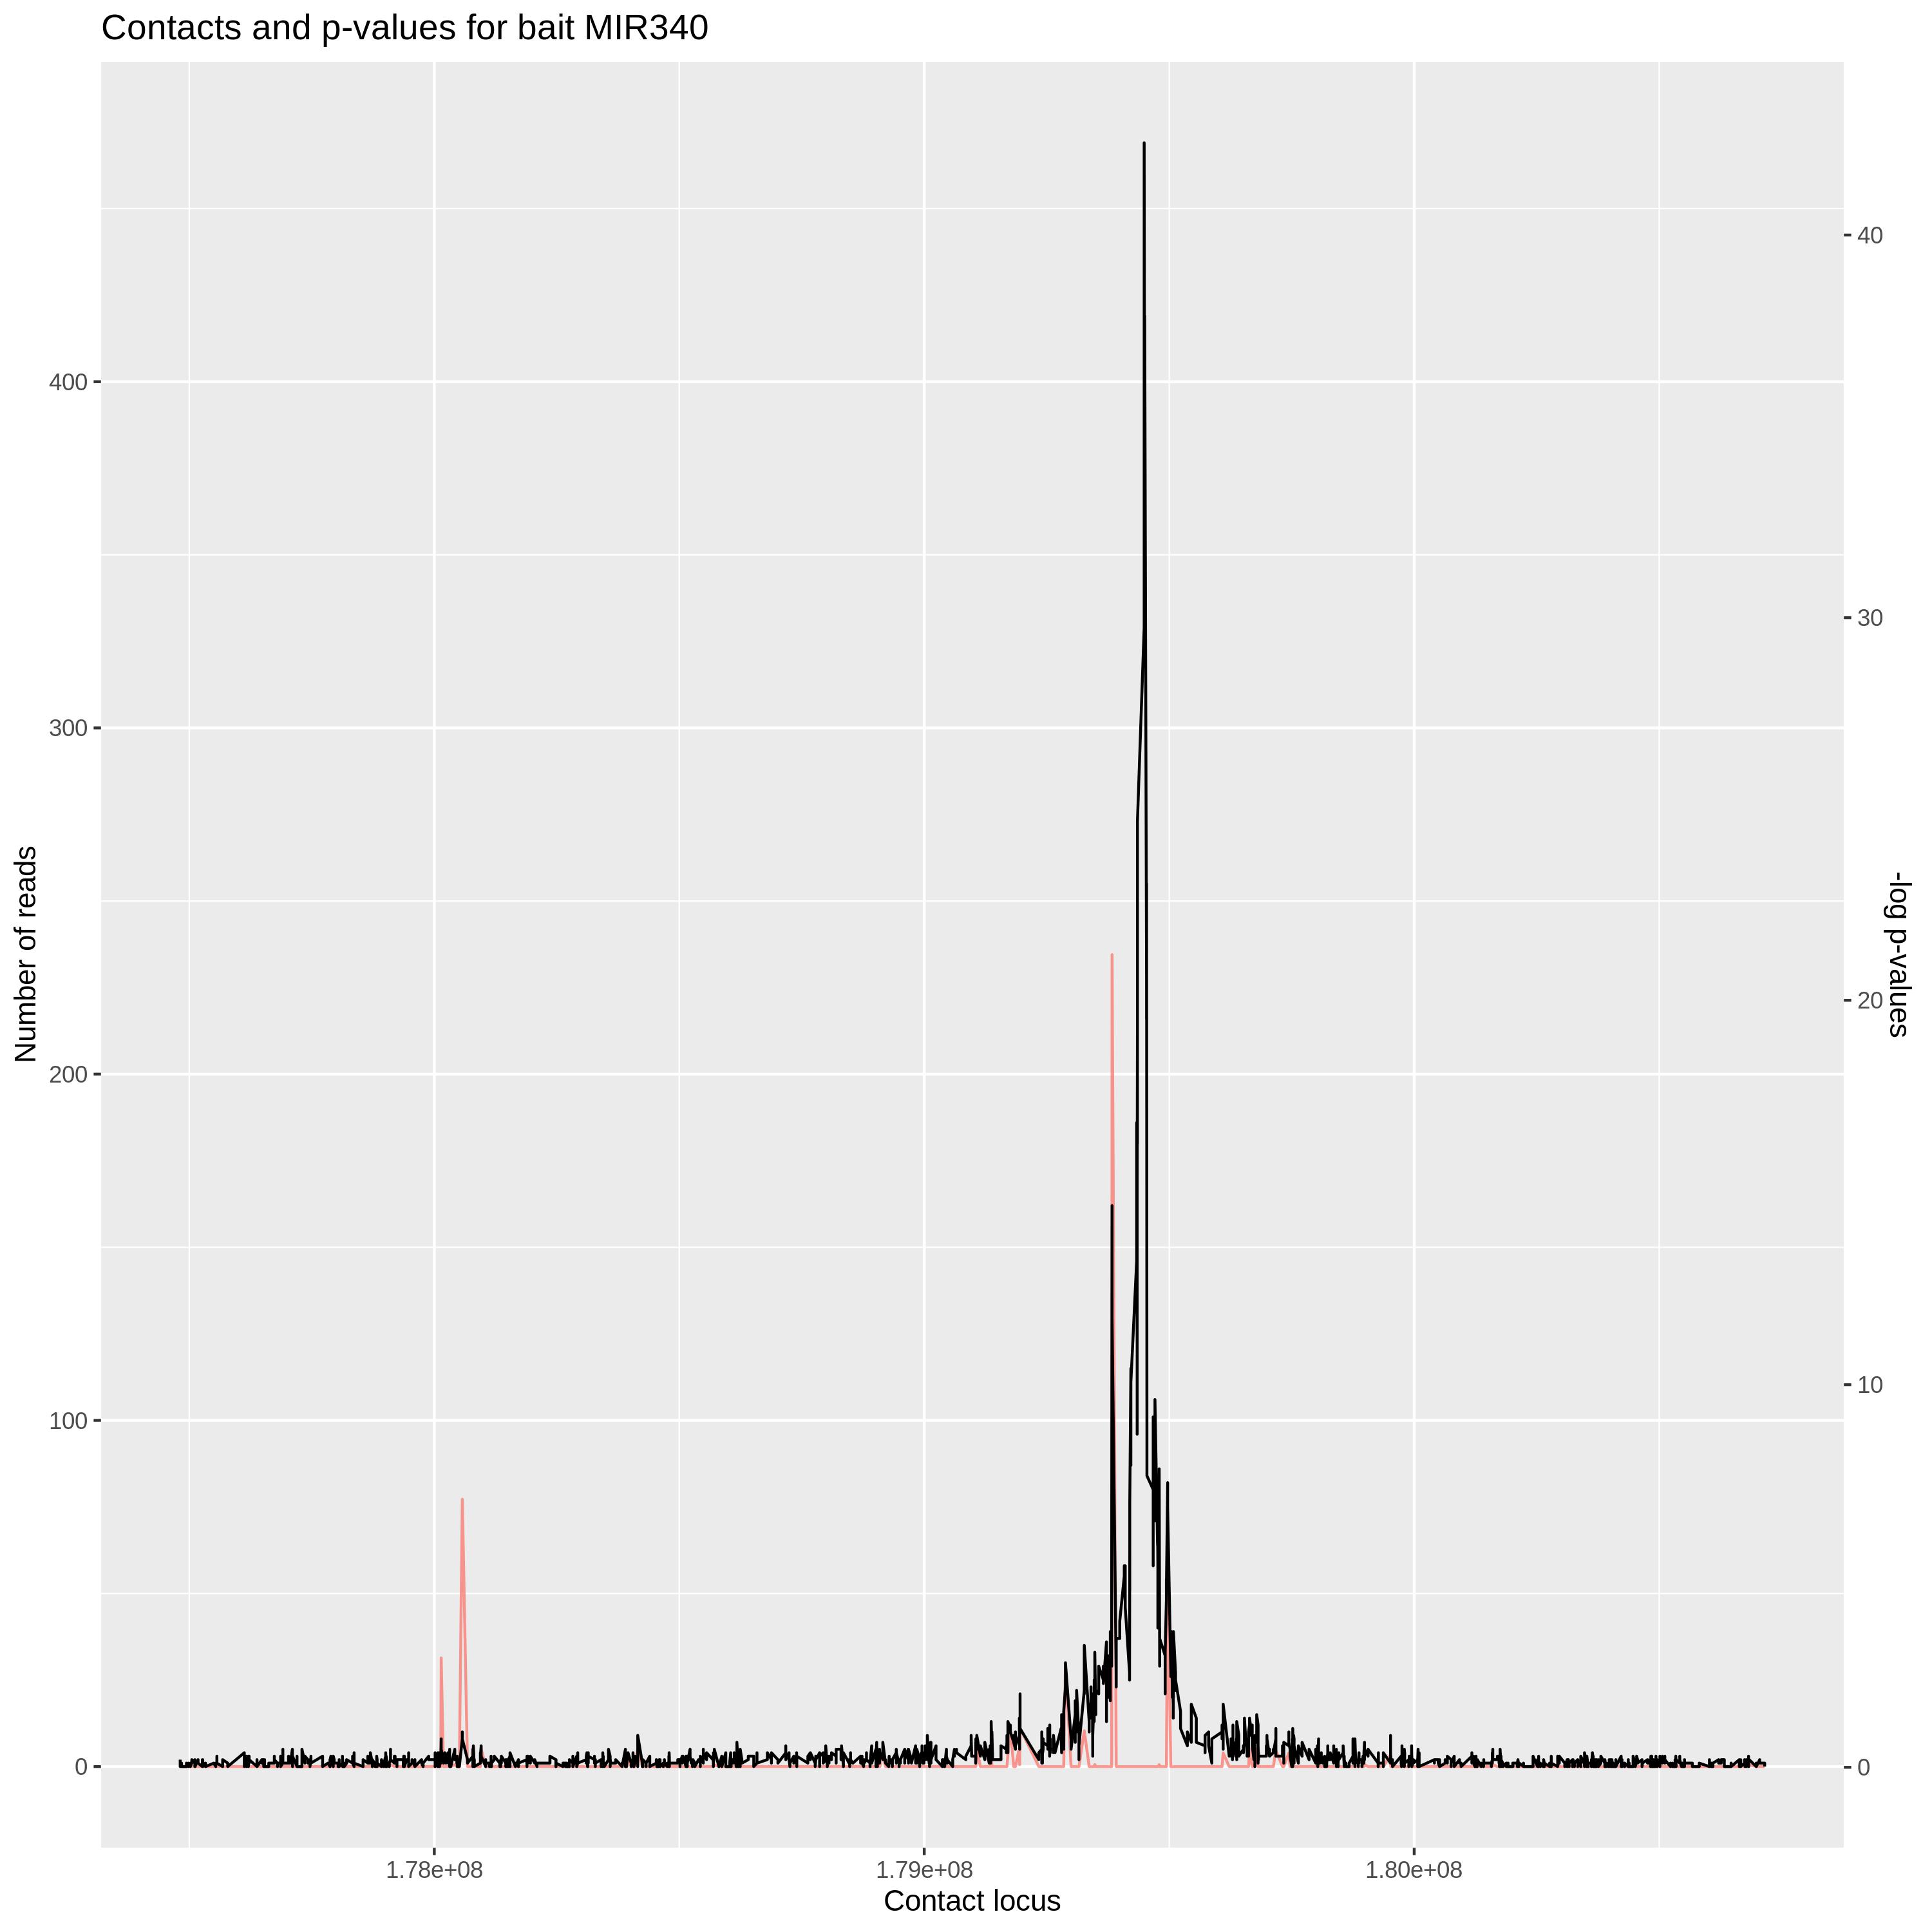 Contacts and p-values for bait MIR340
400
300
200
100
0
Number of reads
40
30
20
10
0
-log p-values
1.78e+08
1.79e+08
1.80e+08
Contact locus